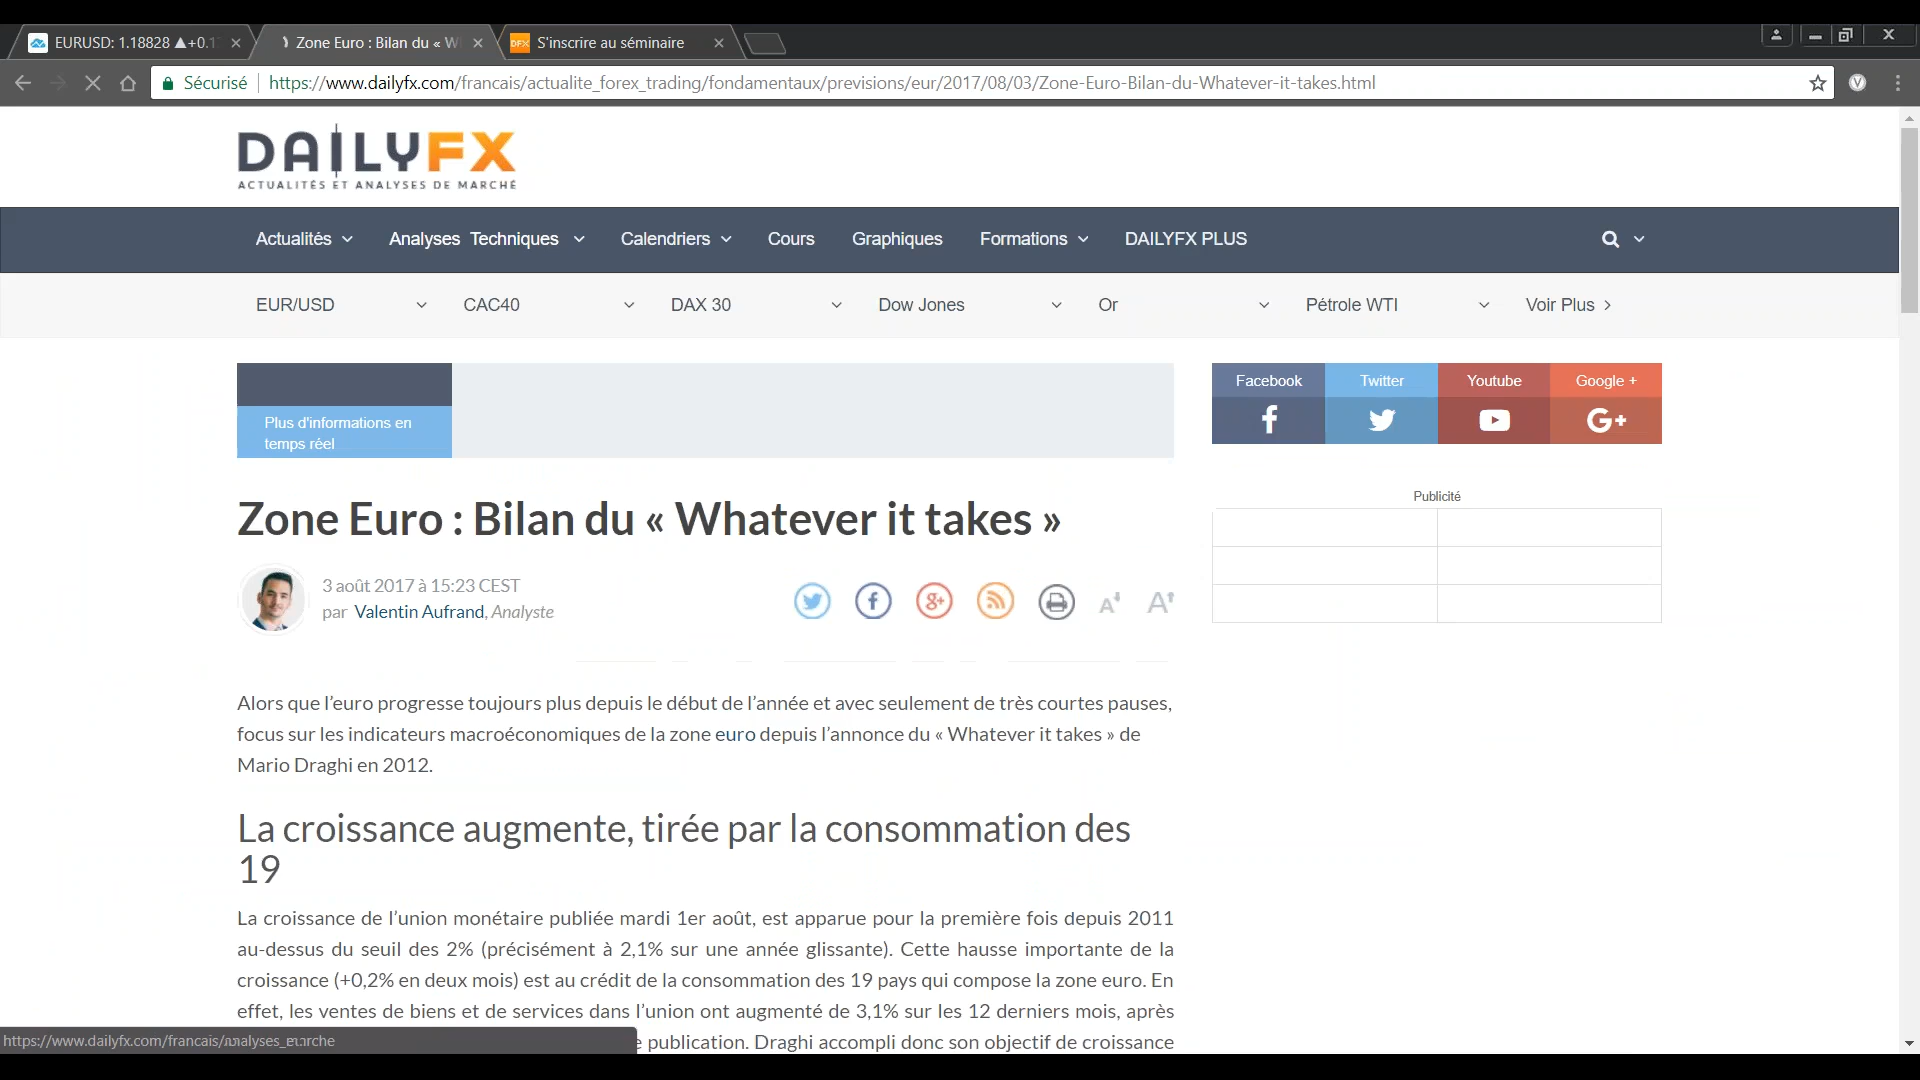 EURUSD: 1.18828 ▲+0.1
Zone Euro : Bilan du « W
S'inscrire au séminaire
Sécurisé
https://www.dailyfx.com/francais/actualite_forex_trading/fondamentaux/previsions/eur/2017/08/03/Zone-Euro-Bilan-du-Whatever-it-takes.html
DAILYFX
ACTUALITÉS ET ANALYSES DE MARCHÉ
Actualités Analyses Techniques Calendriers Cours Graphiques Formations DAILYFX PLUS
EUR/USD CAC40 DAX 30 Dow Jones Or Pétrole WTI Voir Plus
Plus d'informations en
temps réel
Facebook Twitter Youtube Google +
Publicité
Zone Euro : Bilan du « Whatever it takes »
3 août 2017 à 15:23 CEST
par Valentin Aufrand, Analyste
Alors que l’euro progresse toujours plus depuis le début de l’année et avec seulement de très courtes pauses,
focus sur les indicateurs macroéconomiques de la zone euro depuis l’annonce du « Whatever it takes » de
Mario Draghi en 2012.
La croissance augmente, tirée par la consommation des
19
La croissance de l’union monétaire publiée mardi 1er août, est apparue pour la première fois depuis 2011
au-dessus du seuil des 2% (précisément à 2,1% sur une année glissante). Cette hausse importante de la
croissance (+0,2% en deux mois) est au crédit de la consommation des 19 pays qui compose la zone euro. En
effet, les ventes de biens et de services dans l’union ont augmenté de 3,1% sur les 12 derniers mois, après
publication. Draghi accompli donc son objectif de croissance